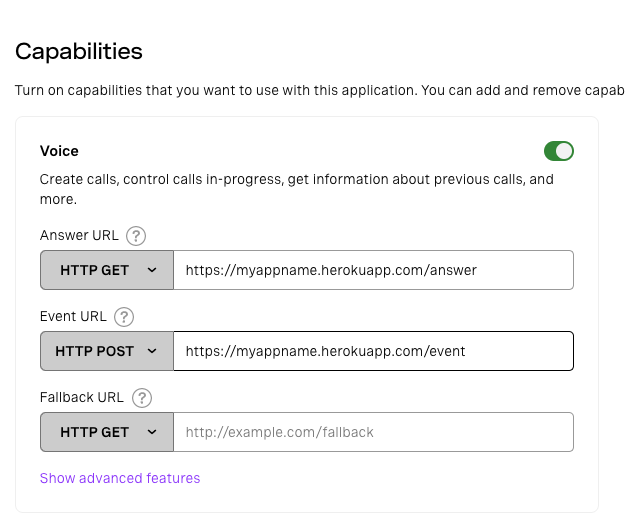 Capabilities
Turn on capabilities that you want to use with this application. You can add and remove capab
Voice
Create calls, control calls in-progress, get information about previous calls, and
more.
Answer URL ?
HTTP GET https://myappname.herokuapp.com/answer
Event URL ?
HTTP POST https://myappname.herokuapp.com/event
Fallback URL ?
HTTP GET http://example.com/fallback
Show advanced features